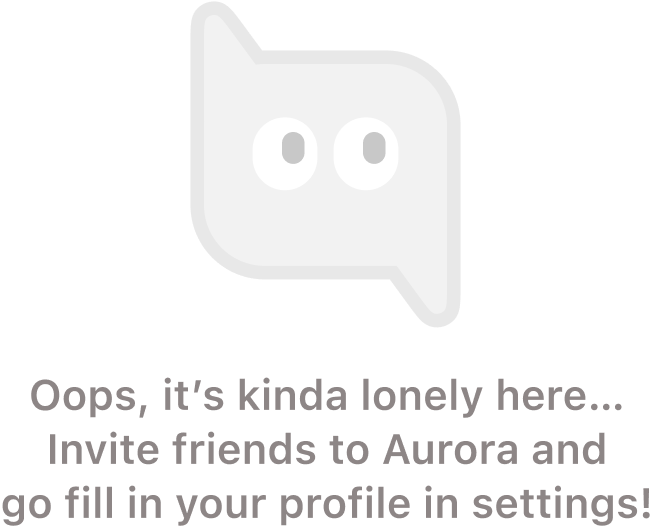 Oops, it’s kinda lonely here...
Invite friends to Aurora and
go fill in your profile in settings!